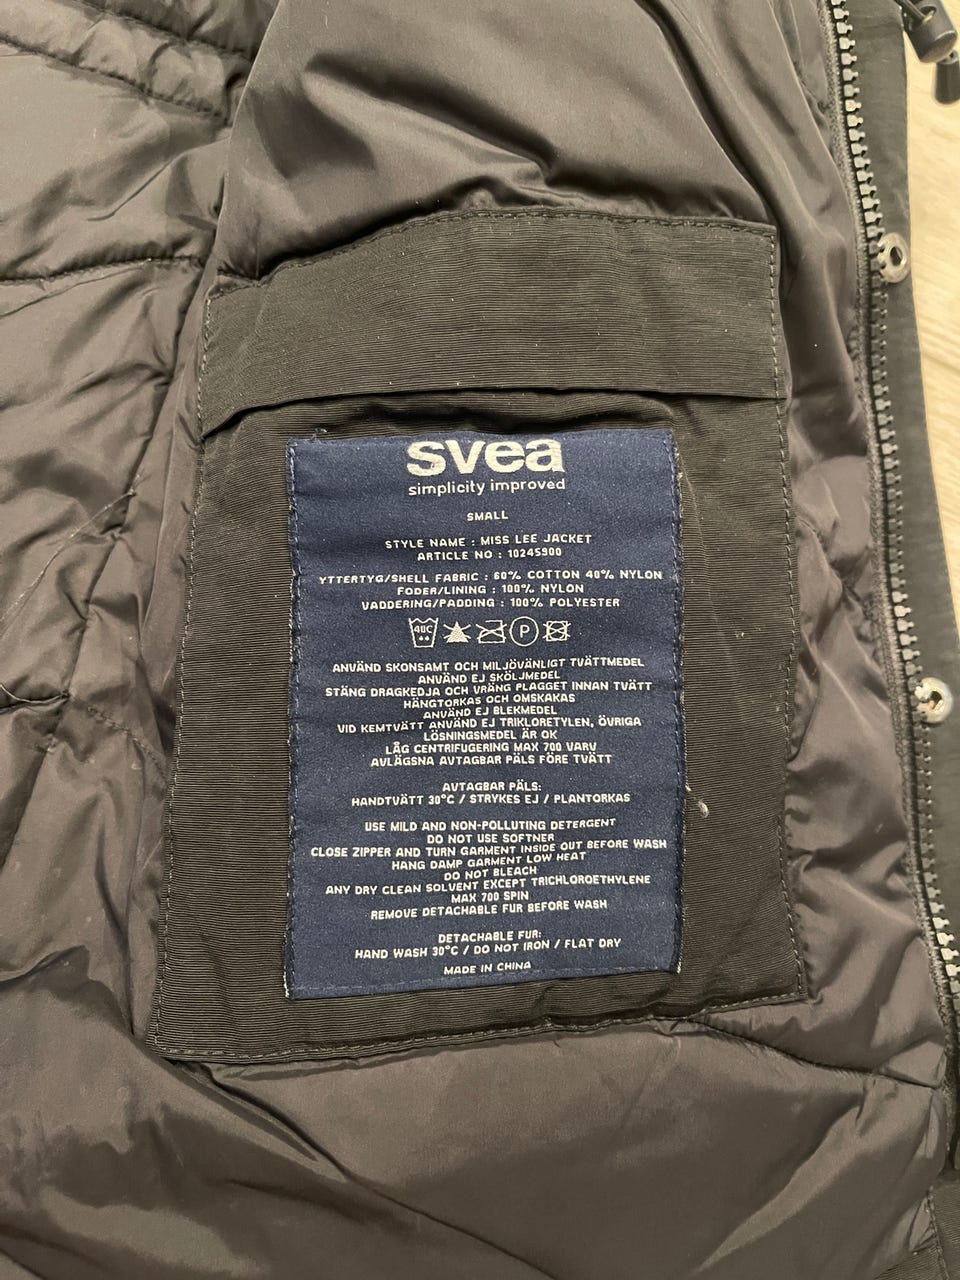 svea
simplicity improved
SMALL
STYLE NAME : MISS LEE JACKET
ARTICLE NO : 10245900
YTTERTYG/SHELL FABRIC : 60% COTTON 40% NYLON
FODER/LINING : 100% NYLON
VADDERING/PADDING : 100% POLYESTER
40C P
ANVÄND SKONSAMT OCH MILJÖVÄNLIGT TVÄTTMEDEL
ANVÄND EJ SKÖLJMEDEL
STÄNG DRAGKEDJA OCH VRÄNG PLAGGET INNAN TVÄTT
HÄNGTORKAS OCH OMSKAKAS
ANVÄND EJ BLEKMEDEL
VID KEMTVÄTT ANVÄND EJ TRIKLORETYLEN, ÖVRIGA
LÖSNINGSMEDEL ÄR OK
LÅG CENTRIFUGERING MAX 700 VARV
AVLÄGSNA AVTAGBAR PÄLS FÖRE TVÄTT
AVTAGBAR PÄLS:
HANDTVÄTT 30°C / STRYKES EJ / PLANTORKAS
USE MILD AND NON-POLLUTING DETERGENT
DO NOT USE SOFTNER
CLOSE ZIPPER AND TURN GARMENT INSIDE OUT BEFORE WASH
HANG DAMP GARMENT LOW HEAT
DO NOT BLEACH
ANY DRY CLEAN SOLVENT EXCEPT TRICHLOROETHYLENE
MAX 700 SPIN
REMOVE DETACHABLE FUR BEFORE WASH
DETACHABLE FUR:
HAND WASH 30°C / DO NOT IRON / FLAT DRY
MADE IN CHINA